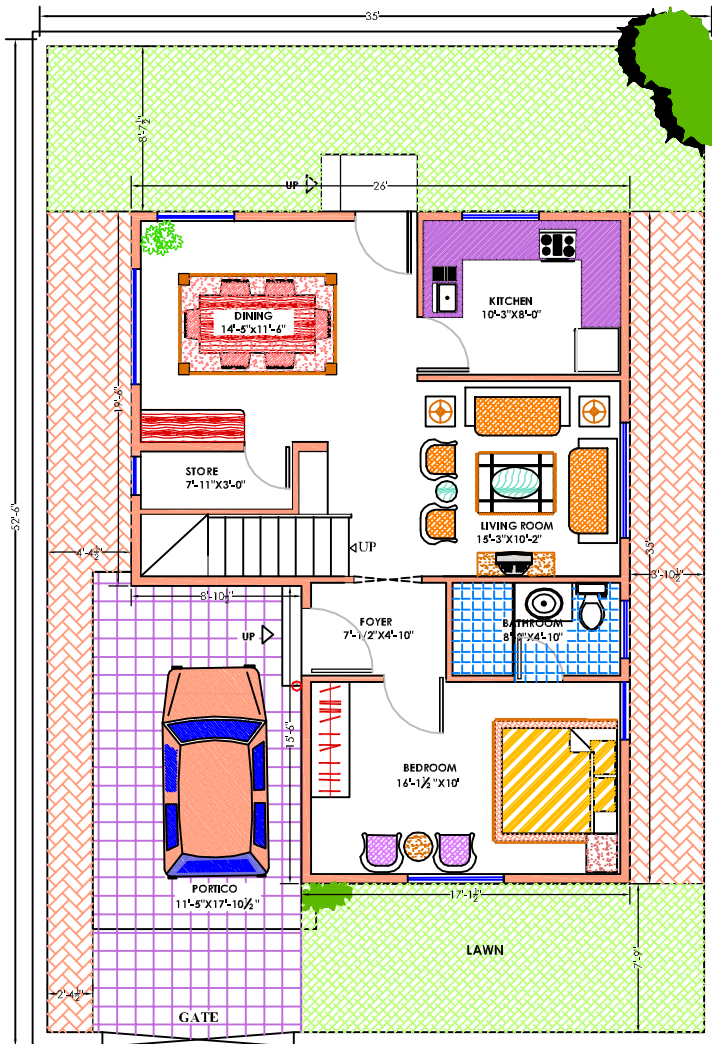 35'
8'-7½"
UP
26'
DINING
14'-5"x11'-6"
KITCHEN
10'-3"X8'-0"
19'-6"
52'-6"
STORE
7'-11"X3'-0"
LIVING ROOM
15'-3"X10'-2"
UP
35'
4'-4½"
3'-10½"
8'-10½"
FOYER
7'-1/2"X4'-10"
BATHROOM
UP
15'-6"
BEDROOM
16'-1½"X10'
PORTICO
11'-5"X17'-10½"
17'-1½"
LAWN
7'-9"
2'-4½"
GATE